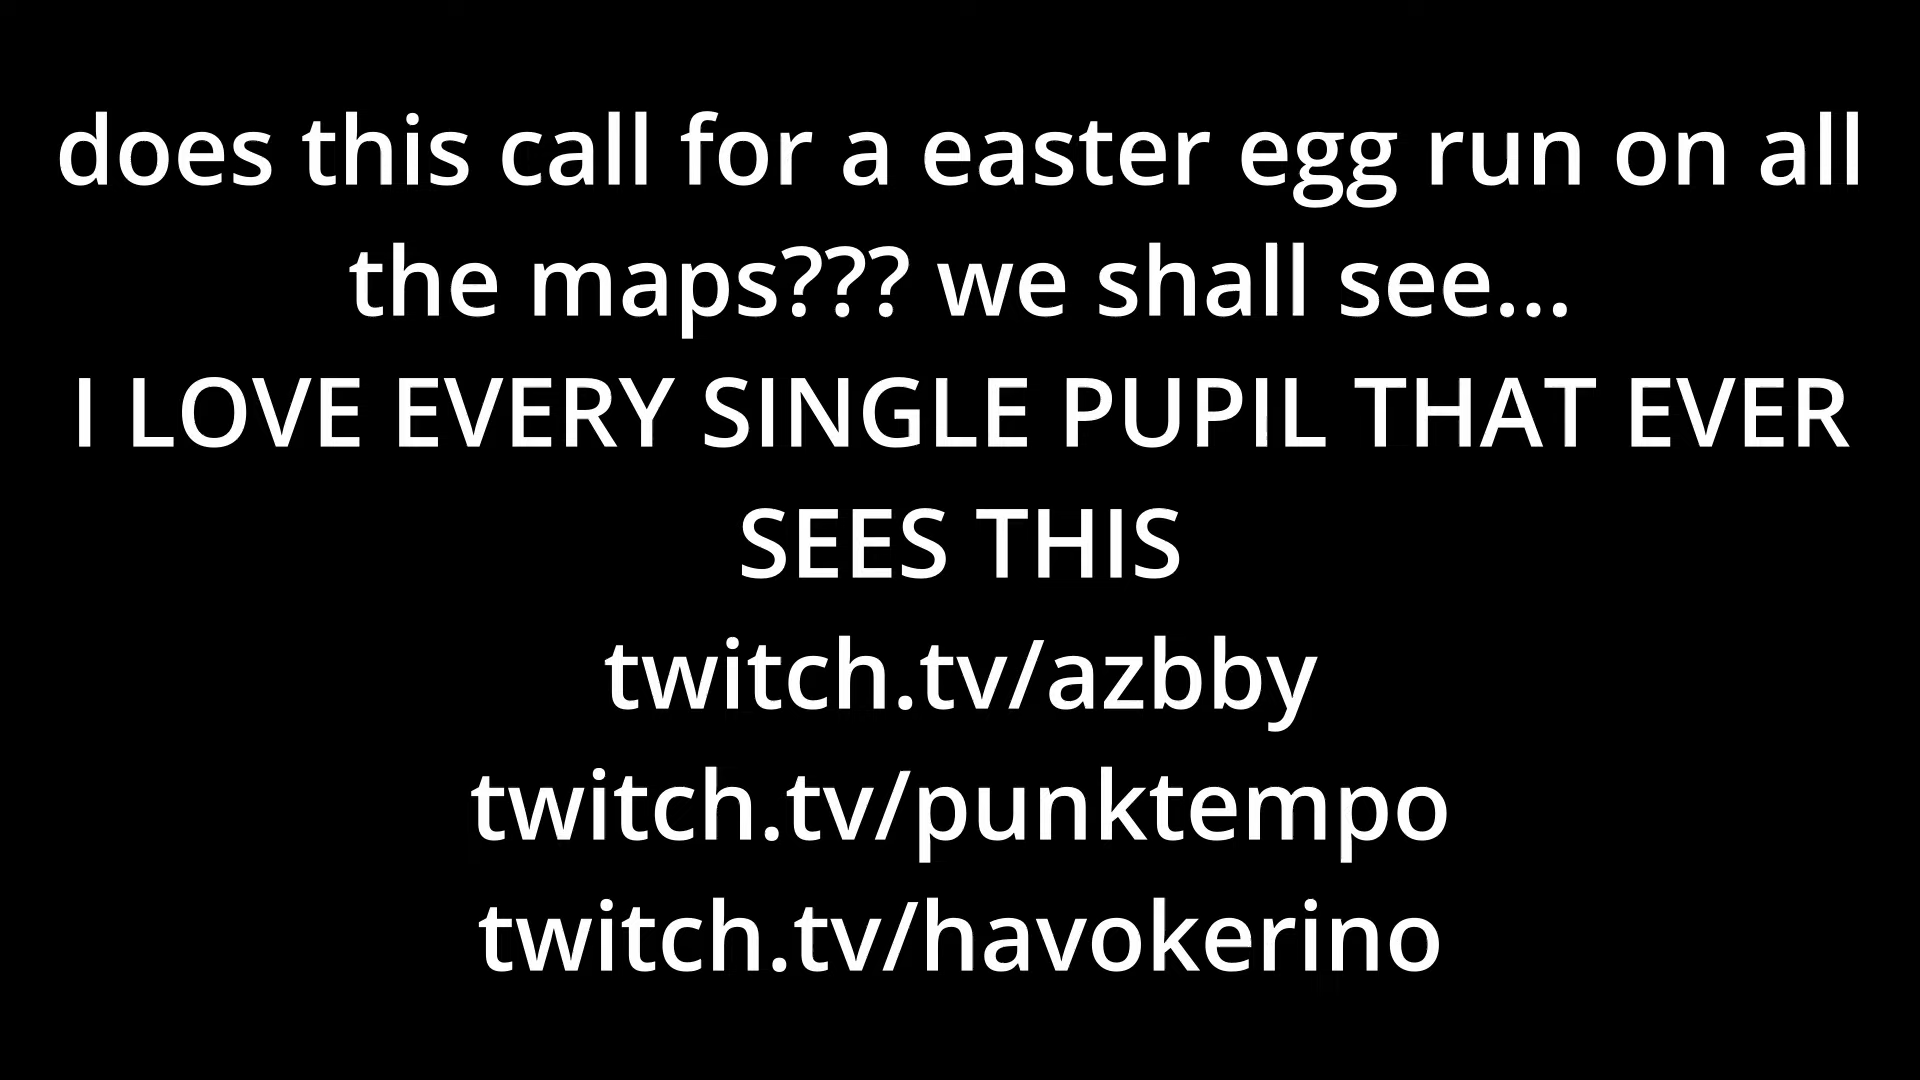 does this call for a easter egg run on all
the maps??? we shall see...
I LOVE EVERY SINGLE PUPIL THAT EVER
SEES THIS
twitch.tv/azbby
twitch.tv/punktempo
twitch.tv/havokerino